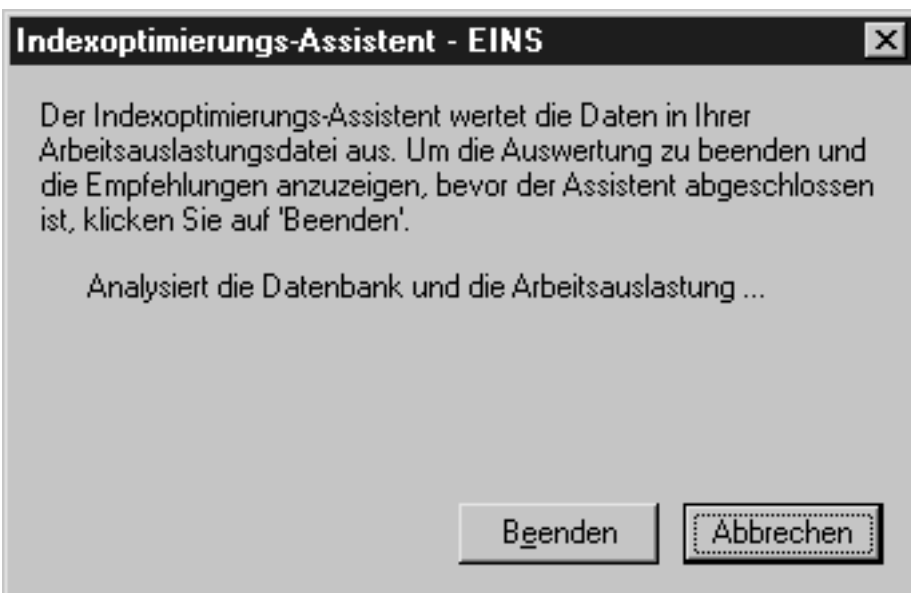 Indexoptimierungs-Assistent - EINS
Der Indexoptimierungs-Assistent wertet die Daten in Ihrer
Arbeitsauslastungsdatei aus. Um die Auswertung zu beenden und
die Empfehlungen anzuzeigen, bevor der Assistent abgeschlossen
ist, klicken Sie auf 'Beenden'.
Analysiert die Datenbank und die Arbeitsauslastung ...
Beenden Abbrechen